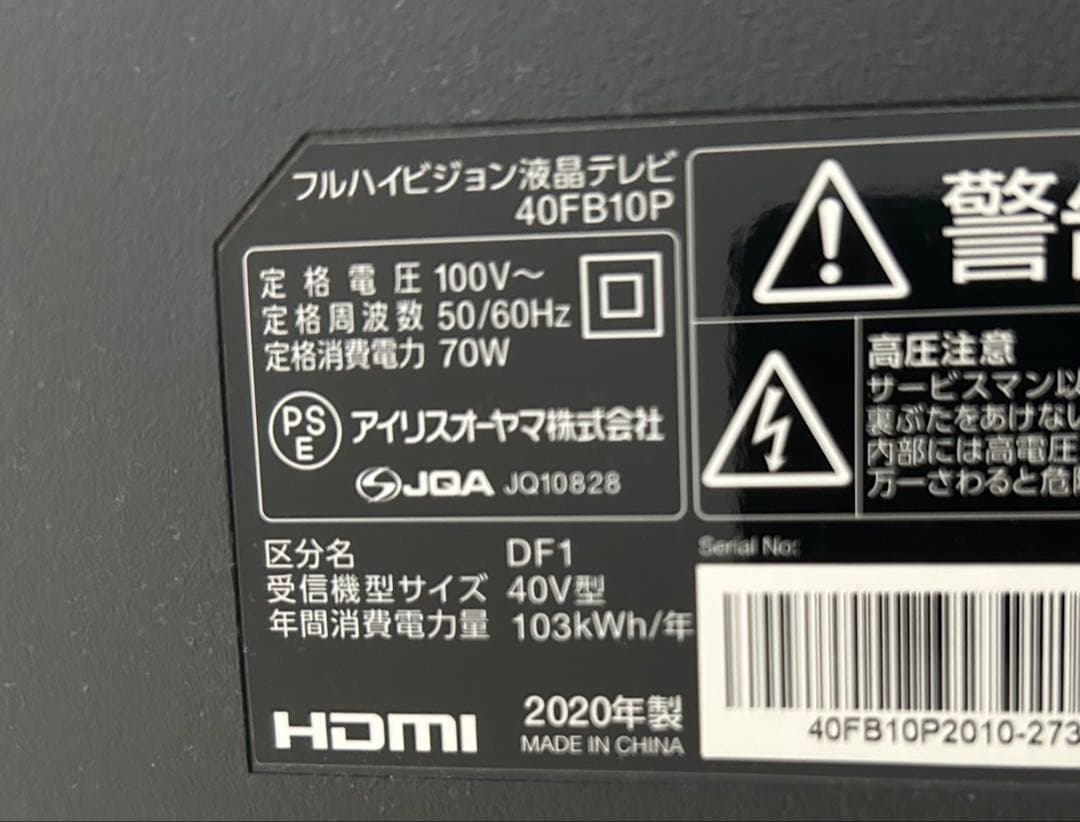 フルハイビジョン液晶テレビ
40FB10P
定格電圧 100V～
定格周波数 50/60Hz
定格消費電力 70W
PSE アイリスオーヤマ株式会社
JQA JQ10828
区分名 DF1
受信機型サイズ 40V型
年間消費電力量 103kWh/年
HDMI
2020年製
MADE IN CHINA
警
高圧注意
サービスマン以
裏ぶたをあけない
内部には高電圧
万一さわると危
Serial No:
40FB10P2010-273